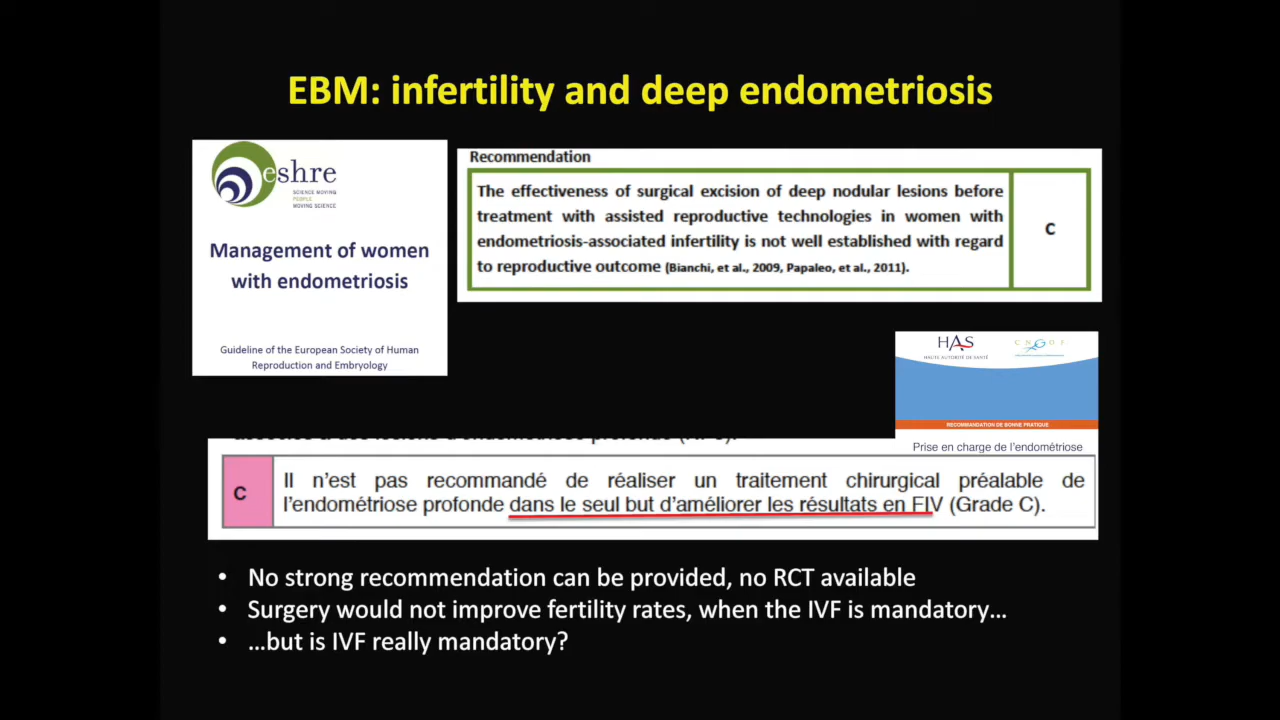 EBM: infertility and deep endometriosis
eshre
SCIENCE MOVING
PEOPLE
MOVING SCIENCE
Management of women
with endometriosis
Guideline of the European Society of Human
Reproduction and Embryology
Recommendation
The effectiveness of surgical excision of deep nodular lesions before
treatment with assisted reproductive technologies in women with
endometriosis-associated infertility is not well established with regard
to reproductive outcome (Bianchi, et al., 2009, Papaleo, et al., 2011).
C
HAS
HAUTE AUTORITÉ DE SANTÉ
CNGOF
RECOMMANDATION DE BONNE PRATIQUE
Prise en charge de l'endométriose
C
Il n'est pas recommandé de réaliser un traitement chirurgical préalable de
l'endométriose profonde dans le seul but d'améliorer les résultats en FIV (Grade C).
• No strong recommendation can be provided, no RCT available
• Surgery would not improve fertility rates, when the IVF is mandatory...
• ...but is IVF really mandatory?